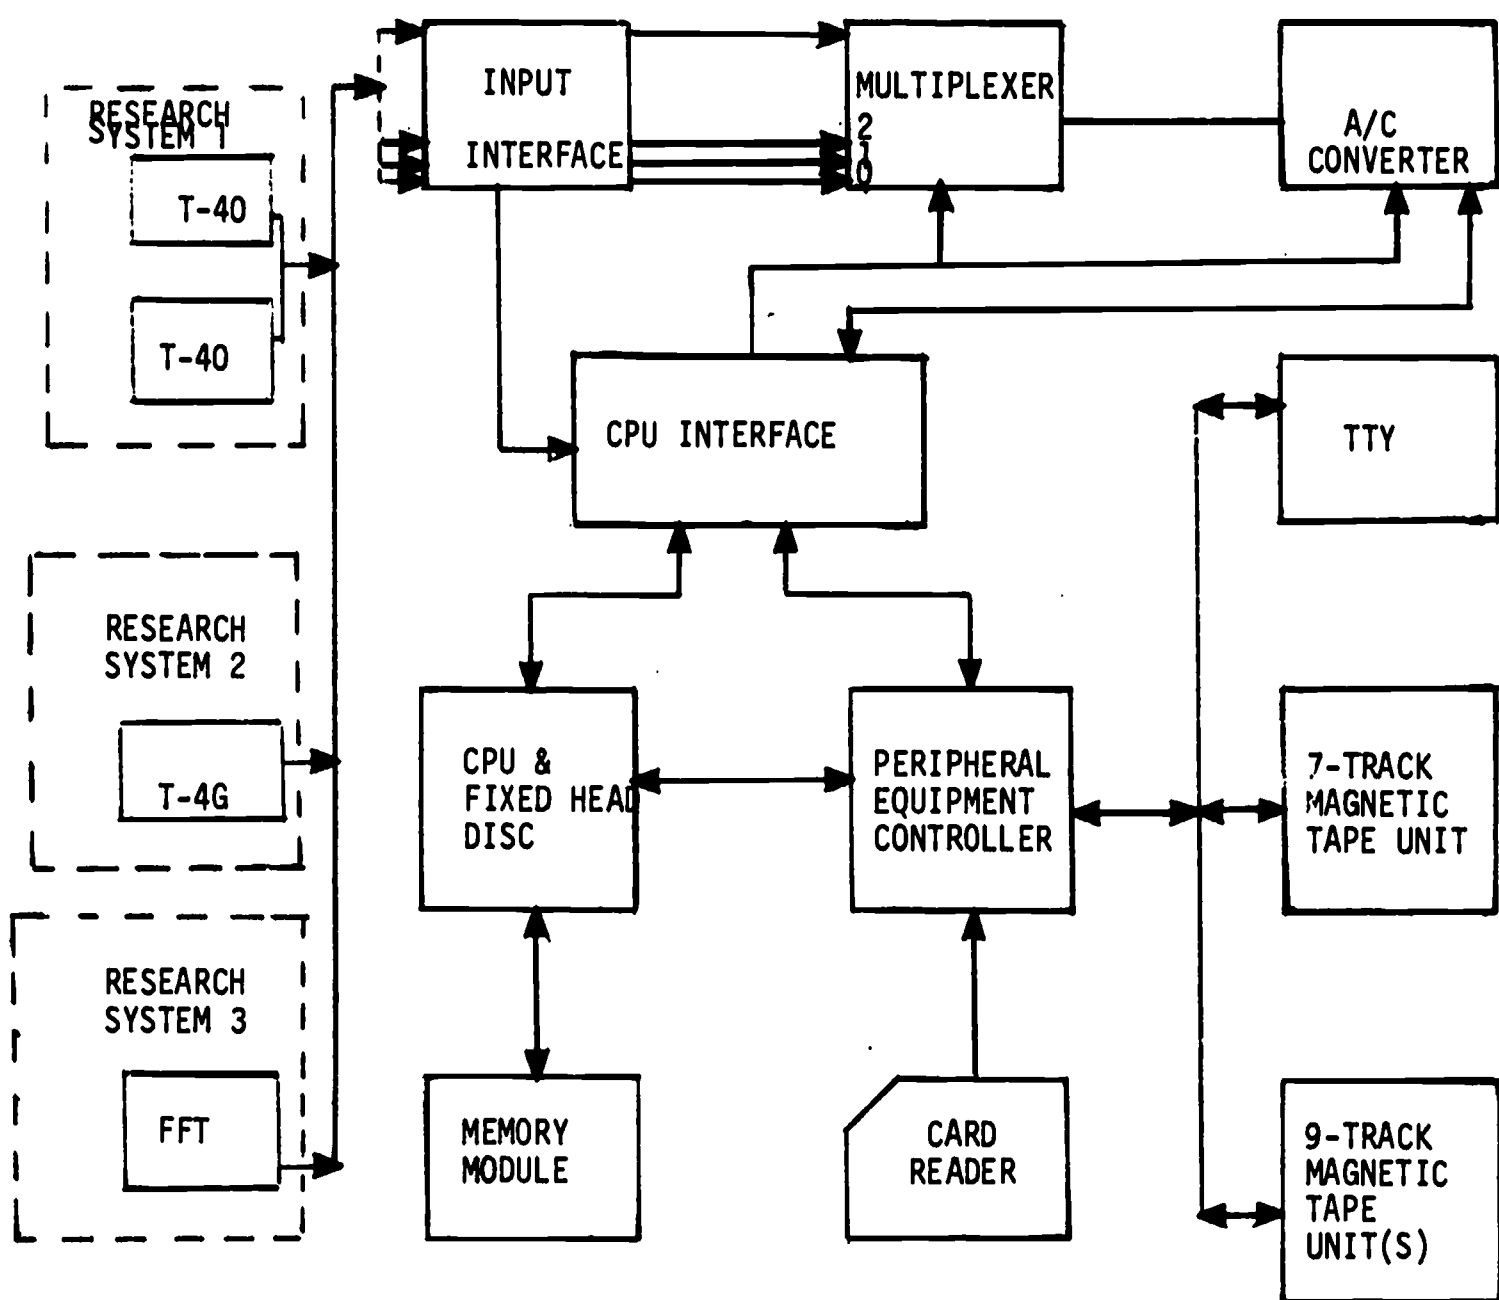 INPUT
INTERFACE
MULTIPLEXER
2
1
0
A/C
CONVERTER
RESEARCH
SYSTEM 1
T-40
T-40
CPU INTERFACE
TTY
RESEARCH
SYSTEM 2
T-4G
CPU &
FIXED HEAD
DISC
PERIPHERAL
EQUIPMENT
CONTROLLER
7-TRACK
MAGNETIC
TAPE UNIT
RESEARCH
SYSTEM 3
FFT
MEMORY
MODULE
CARD
READER
9-TRACK
MAGNETIC
TAPE
UNIT(S)